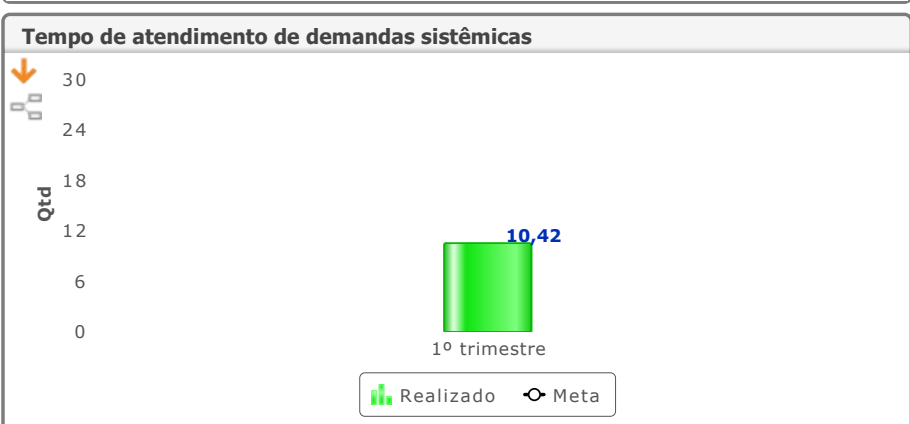 Tempo de atendimento de demandas sistêmicas
30
24
18
12
6
0
Qtd
10,42
1º trimestre
Realizado Meta